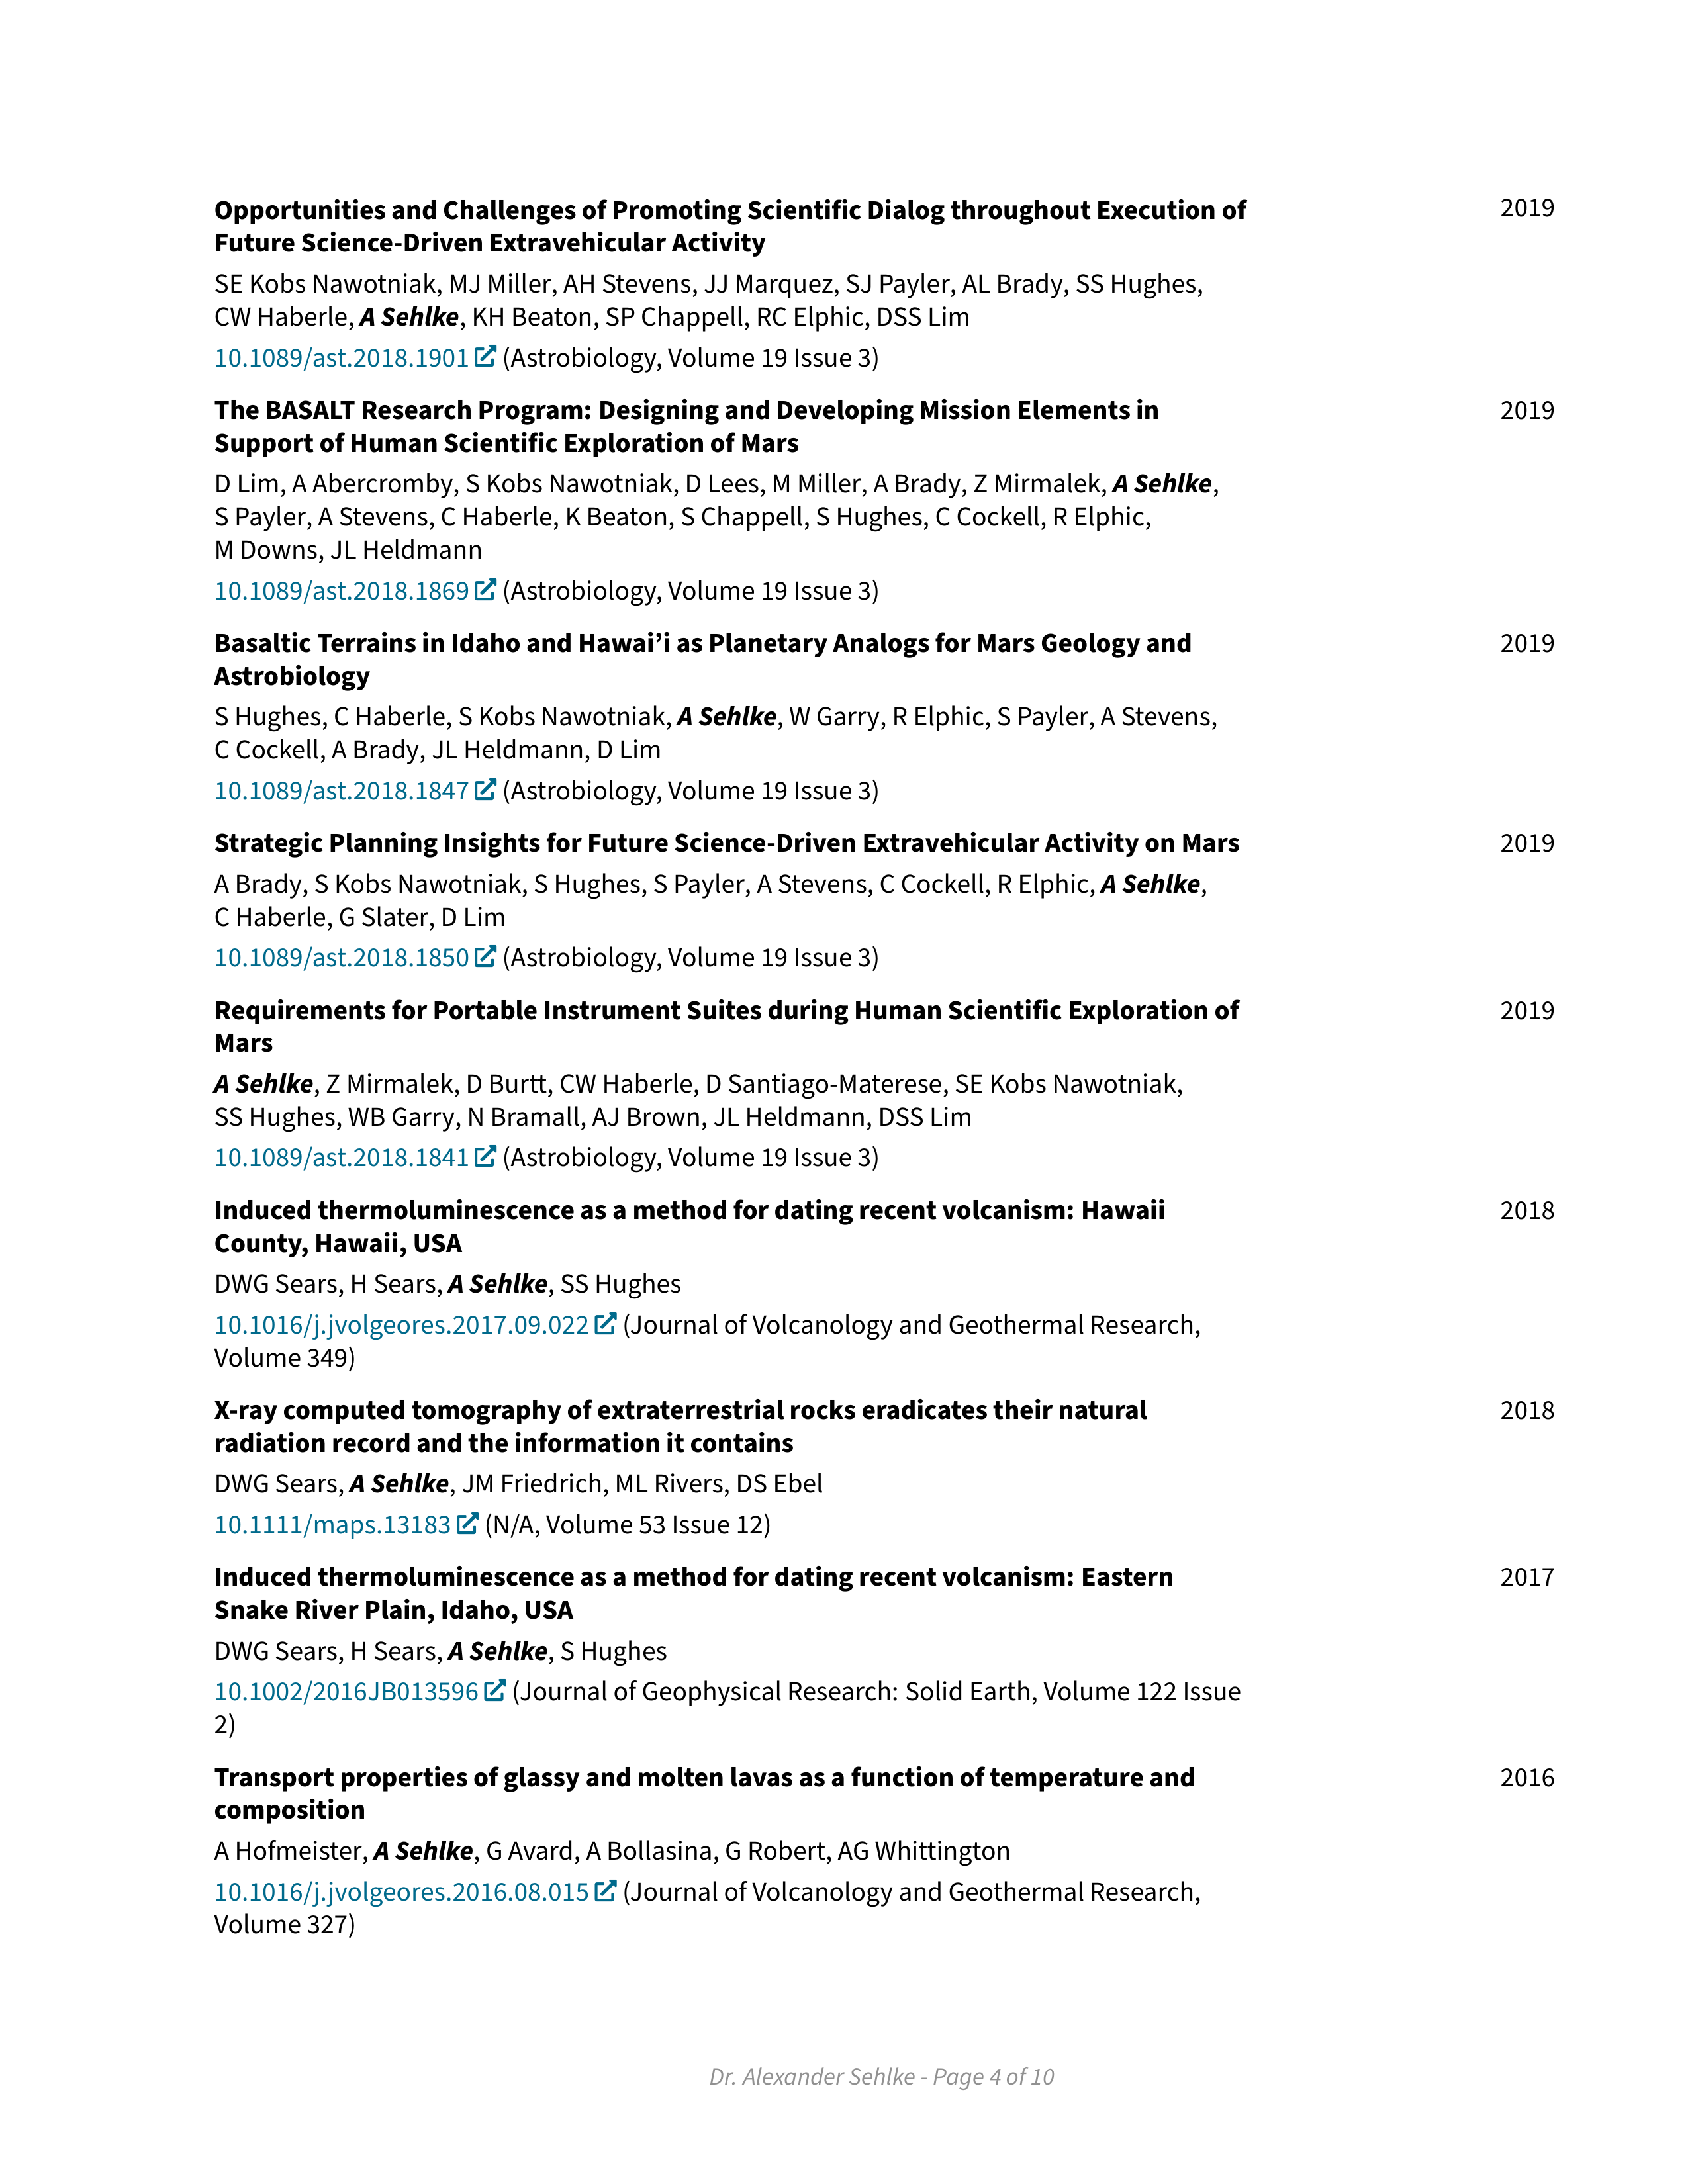 Opportunities and Challenges of Promoting Scientific Dialog throughout Execution of 2019
Future Science-Driven Extravehicular Activity
SE Kobs Nawotniak, MJ Miller, AH Stevens, JJ Marquez, SJ Payler, AL Brady, SS Hughes,
CW Haberle, A Sehlke, KH Beaton, SP Chappell, RC Elphic, DSS Lim
10.1089/ast.2018.1901 (Astrobiology, Volume 19 Issue 3)
The BASALT Research Program: Designing and Developing Mission Elements in 2019
Support of Human Scientific Exploration of Mars
D Lim, A Abercromby, S Kobs Nawotniak, D Lees, M Miller, A Brady, Z Mirmalek, A Sehlke,
S Payler, A Stevens, C Haberle, K Beaton, S Chappell, S Hughes, C Cockell, R Elphic,
M Downs, JL Heldmann
10.1089/ast.2018.1869 (Astrobiology, Volume 19 Issue 3)
Basaltic Terrains in Idaho and Hawai’i as Planetary Analogs for Mars Geology and 2019
Astrobiology
S Hughes, C Haberle, S Kobs Nawotniak, A Sehlke, W Garry, R Elphic, S Payler, A Stevens,
C Cockell, A Brady, JL Heldmann, D Lim
10.1089/ast.2018.1847 (Astrobiology, Volume 19 Issue 3)
Strategic Planning Insights for Future Science-Driven Extravehicular Activity on Mars 2019
A Brady, S Kobs Nawotniak, S Hughes, S Payler, A Stevens, C Cockell, R Elphic, A Sehlke,
C Haberle, G Slater, D Lim
10.1089/ast.2018.1850 (Astrobiology, Volume 19 Issue 3)
Requirements for Portable Instrument Suites during Human Scientific Exploration of 2019
Mars
A Sehlke, Z Mirmalek, D Burtt, CW Haberle, D Santiago-Materese, SE Kobs Nawotniak,
SS Hughes, WB Garry, N Bramall, AJ Brown, JL Heldmann, DSS Lim
10.1089/ast.2018.1841 (Astrobiology, Volume 19 Issue 3)
Induced thermoluminescence as a method for dating recent volcanism: Hawaii 2018
County, Hawaii, USA
DWG Sears, H Sears, A Sehlke, SS Hughes
10.1016/j.jvolgeores.2017.09.022 (Journal of Volcanology and Geothermal Research,
Volume 349)
X-ray computed tomography of extraterrestrial rocks eradicates their natural 2018
radiation record and the information it contains
DWG Sears, A Sehlke, JM Friedrich, ML Rivers, DS Ebel
10.1111/maps.13183 (N/A, Volume 53 Issue 12)
Induced thermoluminescence as a method for dating recent volcanism: Eastern 2017
Snake River Plain, Idaho, USA
DWG Sears, H Sears, A Sehlke, S Hughes
10.1002/2016JB013596 (Journal of Geophysical Research: Solid Earth, Volume 122 Issue
2)
Transport properties of glassy and molten lavas as a function of temperature and 2016
composition
A Hofmeister, A Sehlke, G Avard, A Bollasina, G Robert, AG Whittington
10.1016/j.jvolgeores.2016.08.015 (Journal of Volcanology and Geothermal Research,
Volume 327)
Dr. Alexander Sehlke - Page 4 of 10